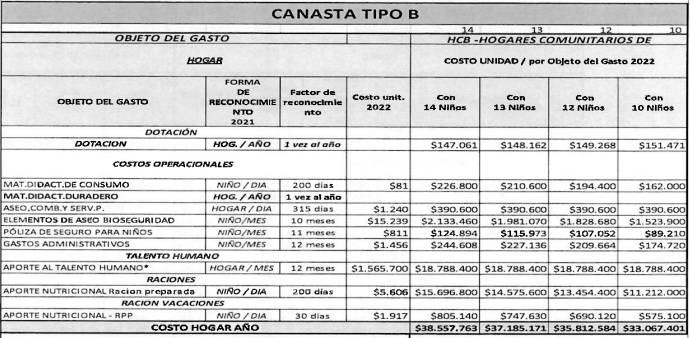 CANASTA TIPO B
14 13 12 10
OBJETO DEL GASTO HCB -HOGARES COMUNITARIOS DE
HOGAR COSTO UNIDAD / por Objeto del Gasto 2022
OBJETO DEL GASTO FORMA DE RECONOCIMIE NTO 2021 Factor de reconocimie nto Costo unit. 2022 Con 14 Niños Con 13 Niños Con 12 Niños Con 10 Niños
DOTACIÓN
DOTACION HOG. / AÑO 1 vez al año $147.061 $148.162 $149.268 $151.471
COSTOS OPERACIONALES
MAT.DIDACT.DE CONSUMO NIÑO / DIA 200 dias $81 $226.800 $210.600 $194.400 $162.000
MAT.DIDACT.DURADERO HOG. / AÑO 1 vez al año
ASEO,COMB.Y SERV.P. HOGAR / DIA 315 dias $1.240 $390.600 $390.600 $390.600 $390.600
ELEMENTOS DE ASEO BIOSEGURIDAD NIÑO/MES 10 meses $15.239 $2.133.460 $1.981.070 $1.828.680 $1.523.900
PÓLIZA DE SEGURO PARA NIÑOS NIÑO/MES 11 meses $811 $124.894 $115.973 $107.052 $89.210
GASTOS ADMINISTRATIVOS NIÑO/MES 12 meses $1.456 $244.608 $227.136 $209.664 $174.720
TALENTO HUMANO
APORTE AL TALENTO HUMANO* HOGAR / MES 12 meses $1.565.700 $18.788.400 $18.788.400 $18.788.400 $18.788.400
RACIONES
APORTE NUTRICIONAL Racion preparada NIÑO / DIA 200 dias $5.606 $15.696.800 $14.575.600 $13.454.400 $11.212.000
RACION VACACIONES
APORTE NUTRICIONAL - RPP NIÑO / DIA 30 dias $1.917 $805.140 $747.630 $690.120 $575.100
COSTO HOGAR AÑO $38.557.763 $37.185.171 $35.812.584 $33.067.401